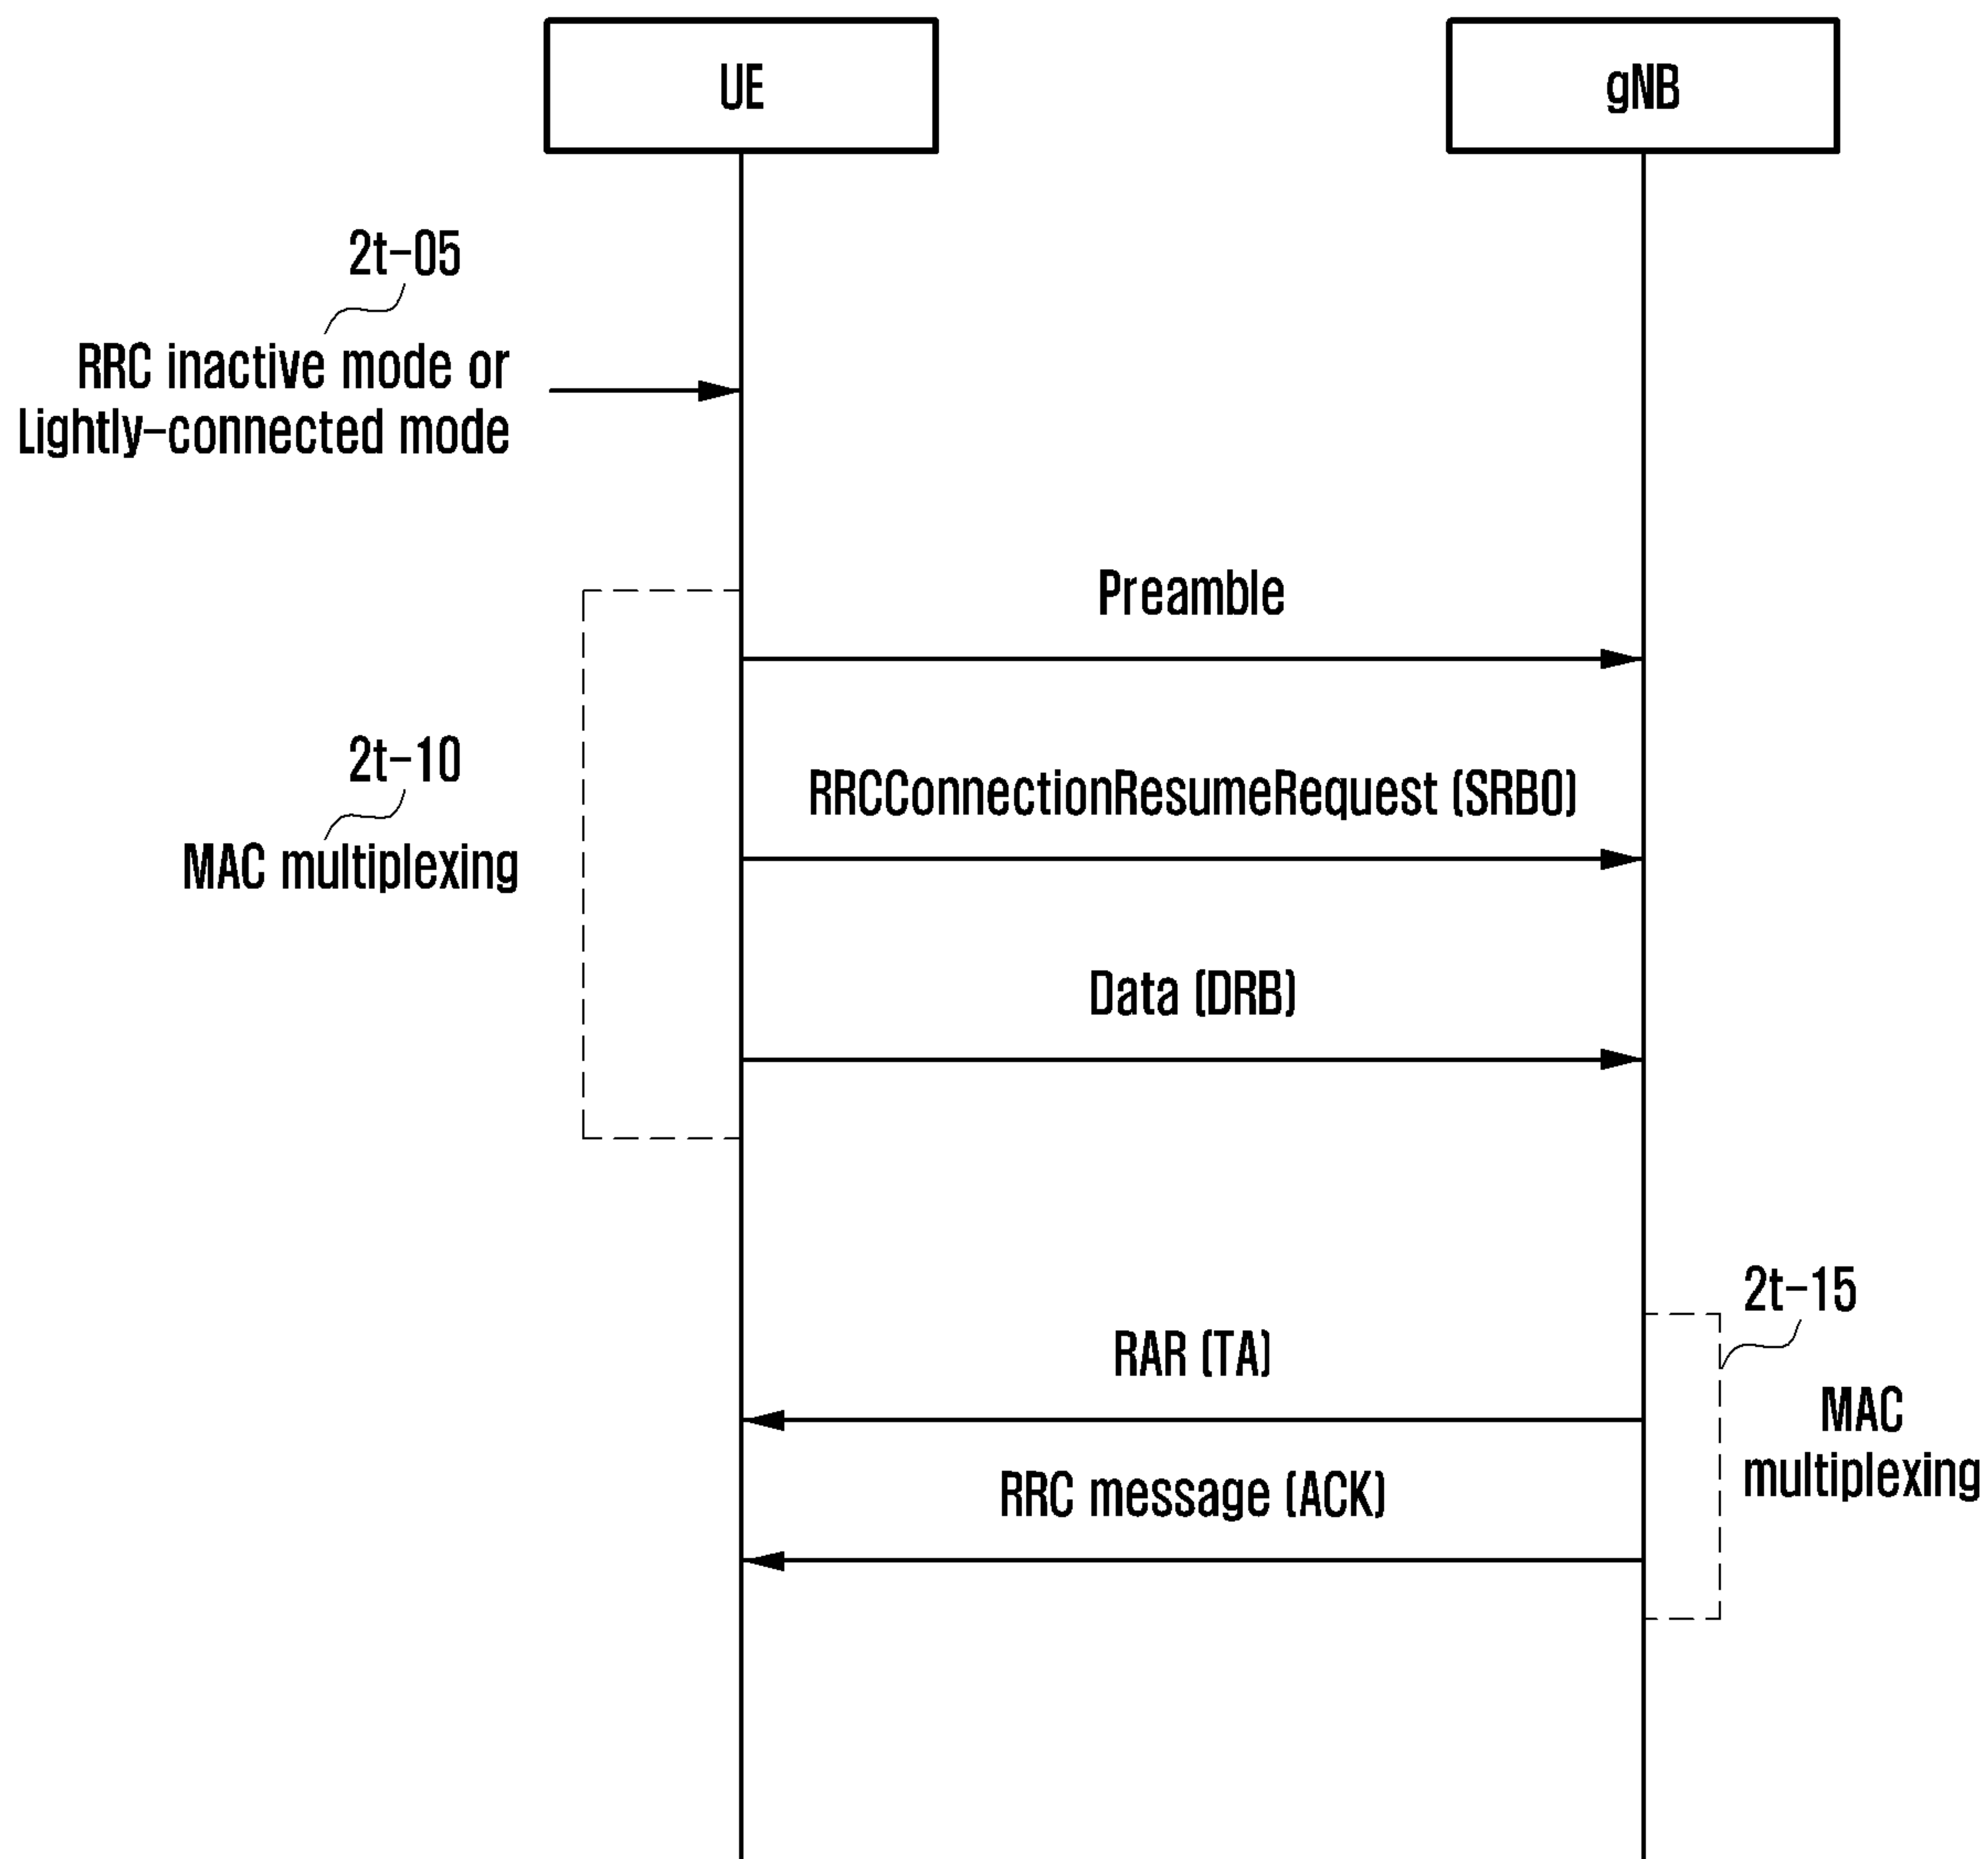 UE
gNB
2t-05
RRC inactive mode or
Lightly-connected mode
Preamble
2t-10
MAC multiplexing
RRCConnectionResumeRequest (SRB0)
Data (DRB)
2t-15
RAR (TA)
MAC
multiplexing
RRC message (ACK)